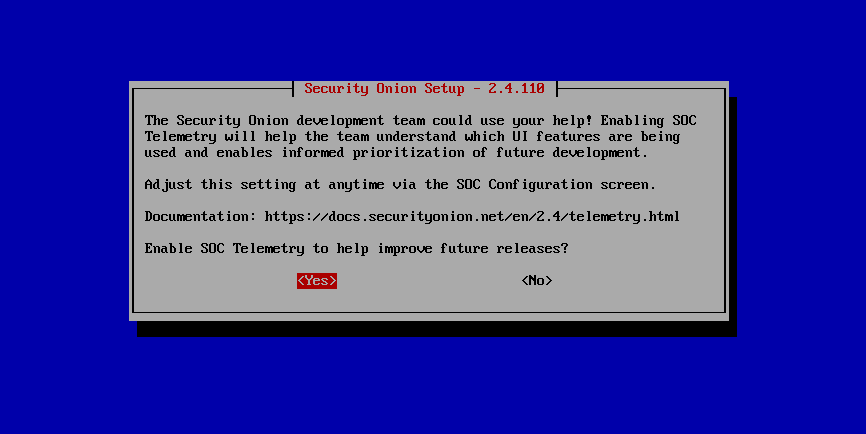 Security Onion Setup - 2.4.110
The Security Onion development team could use your help! Enabling SOC
Telemetry will help the team understand which UI features are being
used and enables informed prioritization of future development.
Adjust this setting at anytime via the SOC Configuration screen.
Documentation: https://docs.securityonion.net/en/2.4/telemetry.html
Enable SOC Telemetry to help improve future releases?
<Yes> <No>